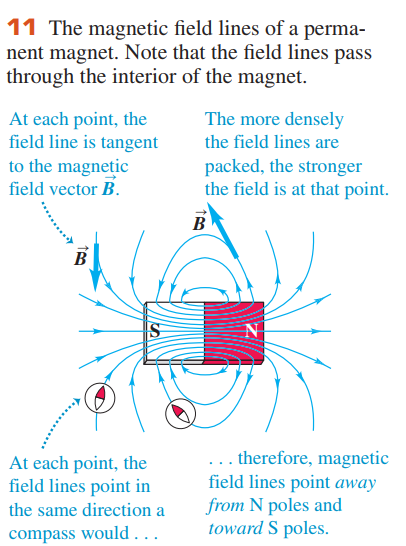 11 The magnetic field lines of a perma-
nent magnet. Note that the field lines pass
through the interior of the magnet.
At each point, the
field line is tangent
to the magnetic
field vector B.
The more densely
the field lines are
packed, the stronger
the field is at that point.
B
B
S
N
At each point, the
field lines point in
the same direction a
compass would . . .
. . . therefore, magnetic
field lines point away
from N poles and
toward S poles.